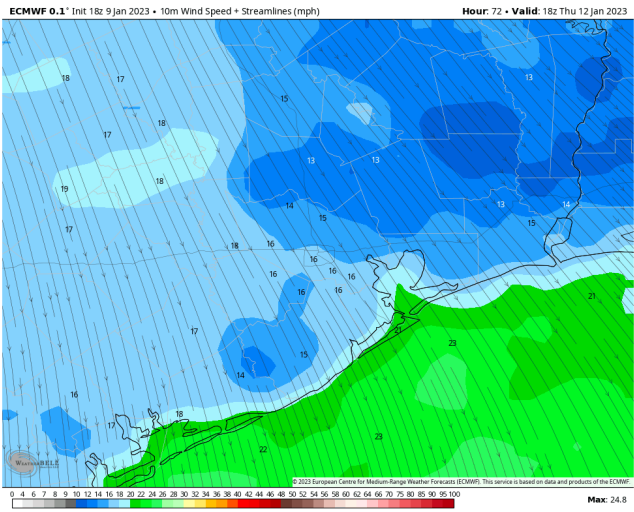 ECMWF 0.1° Init 18z 9 Jan 2023 • 10m Wind Speed + Streamlines (mph)
Hour: 72 • Valid: 18z Thu 12 Jan 2023
18 17 13
15
17 18
13 13
19 18
14 15 13 14
17 15
18 16
16
16 16 16
16 16
21
17 21
23
15
14
16
18
17
23
22
WeatherBELL
© 2023 European Centre for Medium-Range Weather Forecasts (ECMWF). This service is based on data and products of the ECMWF.
0 4 6 8 9 10 12 14 16 18 20 22 24 26 28 30 32 34 36 38 40 42 44 46 48 50 52 54 56 58 60 62 64 66 68 70 75 80 85 90 95 100
Max: 24.8